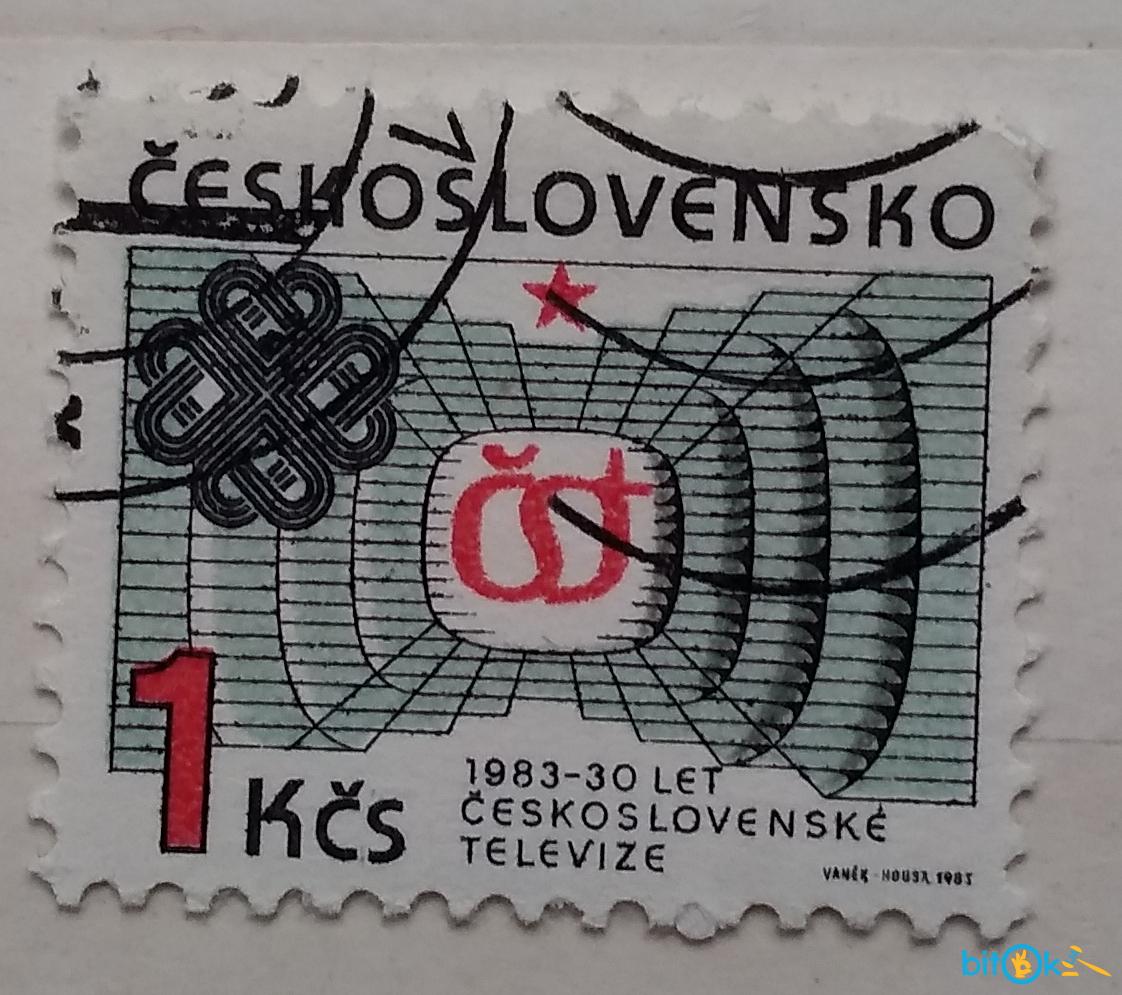 ČESKOSLOVENSKO
čst
1 Kčs
1983-30 LET
ČESKOSLOVENSKÉ
TELEVIZE
VANĚK - HOUSA 1983
bitok